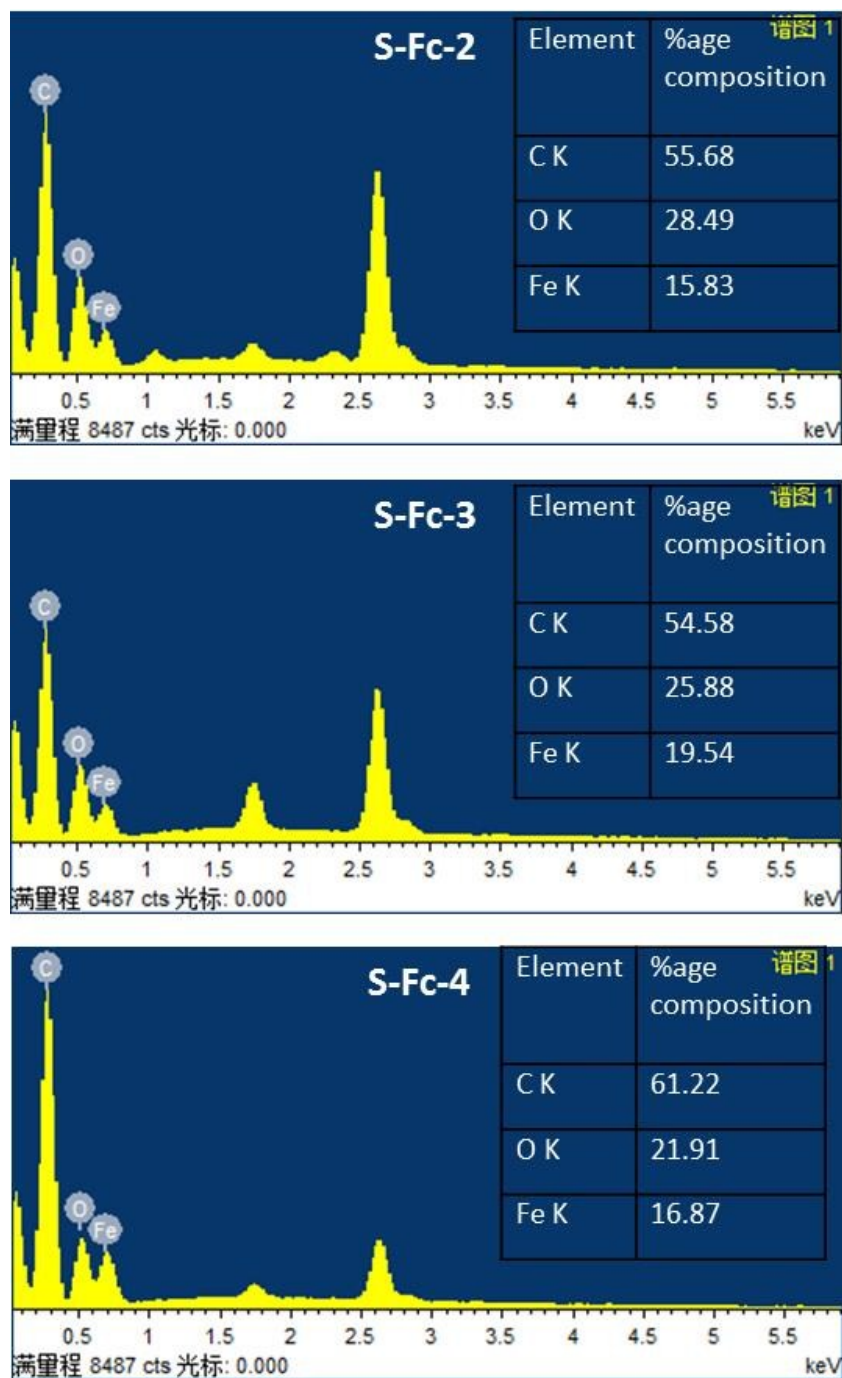 S-Fc-2
谱图 1
Element %age composition
C K 55.68
O K 28.49
Fe K 15.83
C
O
Fe
0.5 1 1.5 2 2.5 3 3.5 4 4.5 5 5.5
满量程 8487 cts 光标: 0.000 keV
S-Fc-3
谱图 1
Element %age composition
C K 54.58
O K 25.88
Fe K 19.54
C
O
Fe
0.5 1 1.5 2 2.5 3 3.5 4 4.5 5 5.5
满量程 8487 cts 光标: 0.000 keV
S-Fc-4
谱图 1
Element %age composition
C K 61.22
O K 21.91
Fe K 16.87
C
O
Fe
0.5 1 1.5 2 2.5 3 3.5 4 4.5 5 5.5
满量程 8487 cts 光标: 0.000 keV